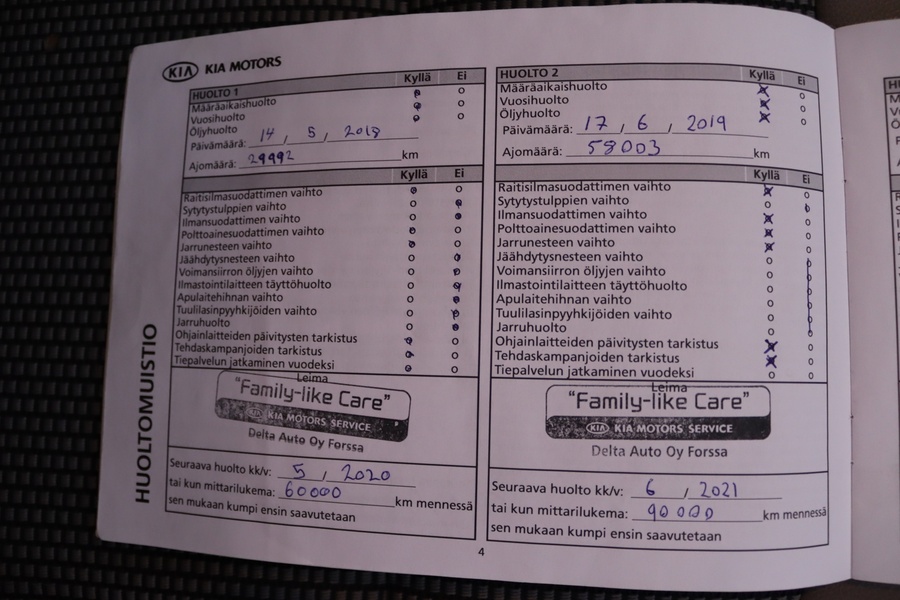 KIA KIA MOTORS
HUOLTOMUISTIO
HUOLTO 1 Kyllä Ei
Määräaikaishuolto
Vuosihuolto
Öljyhuolto
Päivämäärä: 14, 5, 2018
Ajomäärä: 29992 km
Kyllä Ei
Raitisilmasuodattimen vaihto
Sytytystulppien vaihto
Ilmansuodattimen vaihto
Polttoainesuodattimen vaihto
Jarrunesteen vaihto
Jäähdytysnesteen vaihto
Voimansiirron öljyjen vaihto
Ilmastointilaitteen täyttöhuolto
Apulaitehihnan vaihto
Tuulilasinpyyhkijöiden vaihto
Jarruhuolto
Ohjainlaitteiden päivitysten tarkistus
Tehdaskampanjoiden tarkistus
Tiepalvelun jatkaminen vuodeksi
Leima
"Family-like Care"
KIA KIA MOTORS SERVICE
Delta Auto Oy Forssa
Seuraava huolto kk/v: 5, 2020
tai kun mittarilukema: 60000 km mennessä
sen mukaan kumpi ensin saavutetaan
HUOLTO 2 Kyllä Ei
Määräaikaishuolto
Vuosihuolto
Öljyhuolto
Päivämäärä: 17, 6, 2019
Ajomäärä: 58003 km
Kyllä Ei
Raitisilmasuodattimen vaihto
Sytytystulppien vaihto
Ilmansuodattimen vaihto
Polttoainesuodattimen vaihto
Jarrunesteen vaihto
Jäähdytysnesteen vaihto
Voimansiirron öljyjen vaihto
Ilmastointilaitteen täyttöhuolto
Apulaitehihnan vaihto
Tuulilasinpyyhkijöiden vaihto
Jarruhuolto
Ohjainlaitteiden päivitysten tarkistus
Tehdaskampanjoiden tarkistus
Tiepalvelun jatkaminen vuodeksi
Leima
"Family-like Care"
KIA KIA MOTORS SERVICE
Delta Auto Oy Forssa
Seuraava huolto kk/v: 6, 2021
tai kun mittarilukema: 90000 km mennessä
sen mukaan kumpi ensin saavutetaan
4